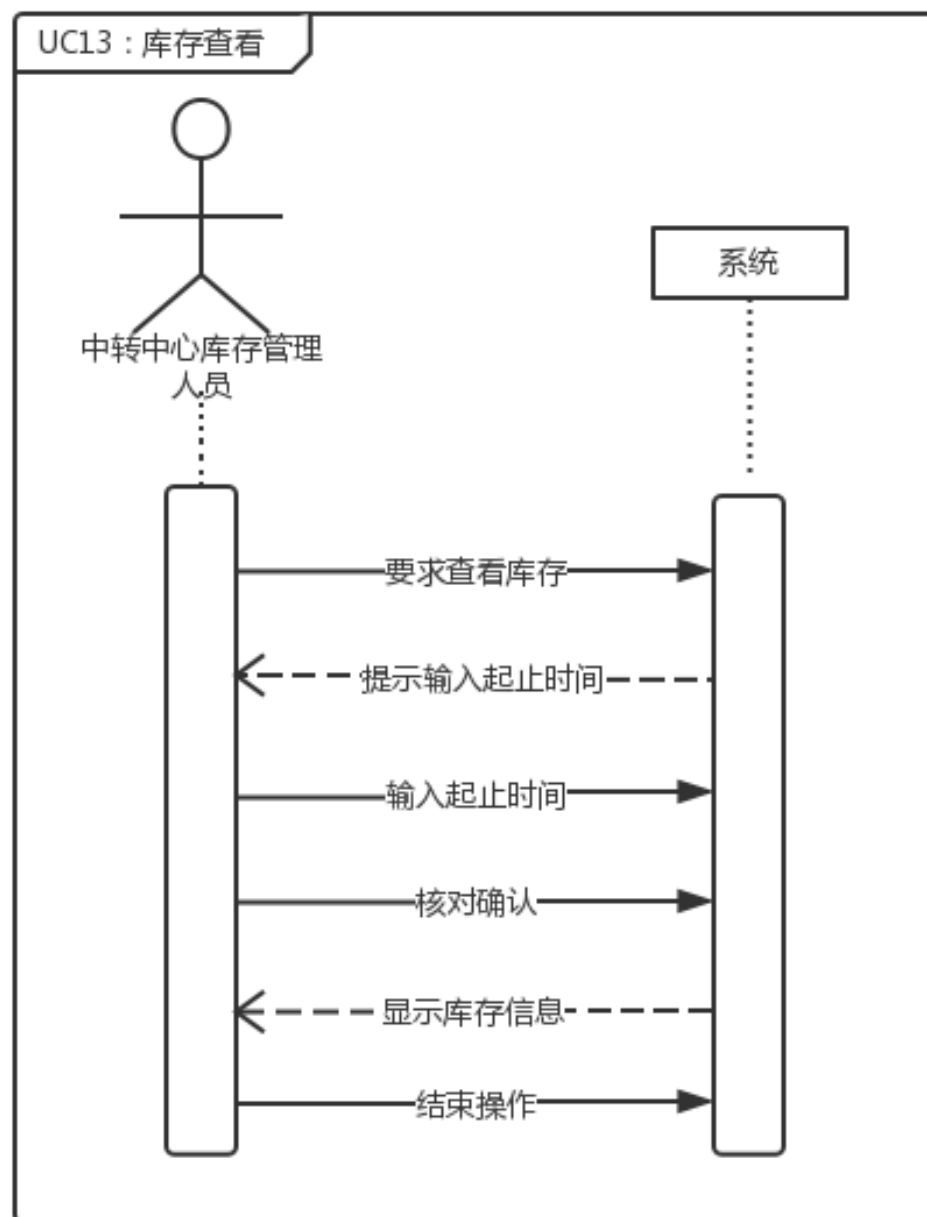 UC13：库存查看
系统
中转中心库存管理
人员
要求查看库存
提示输入起止时间
输入起止时间
核对确认
显示库存信息
结束操作